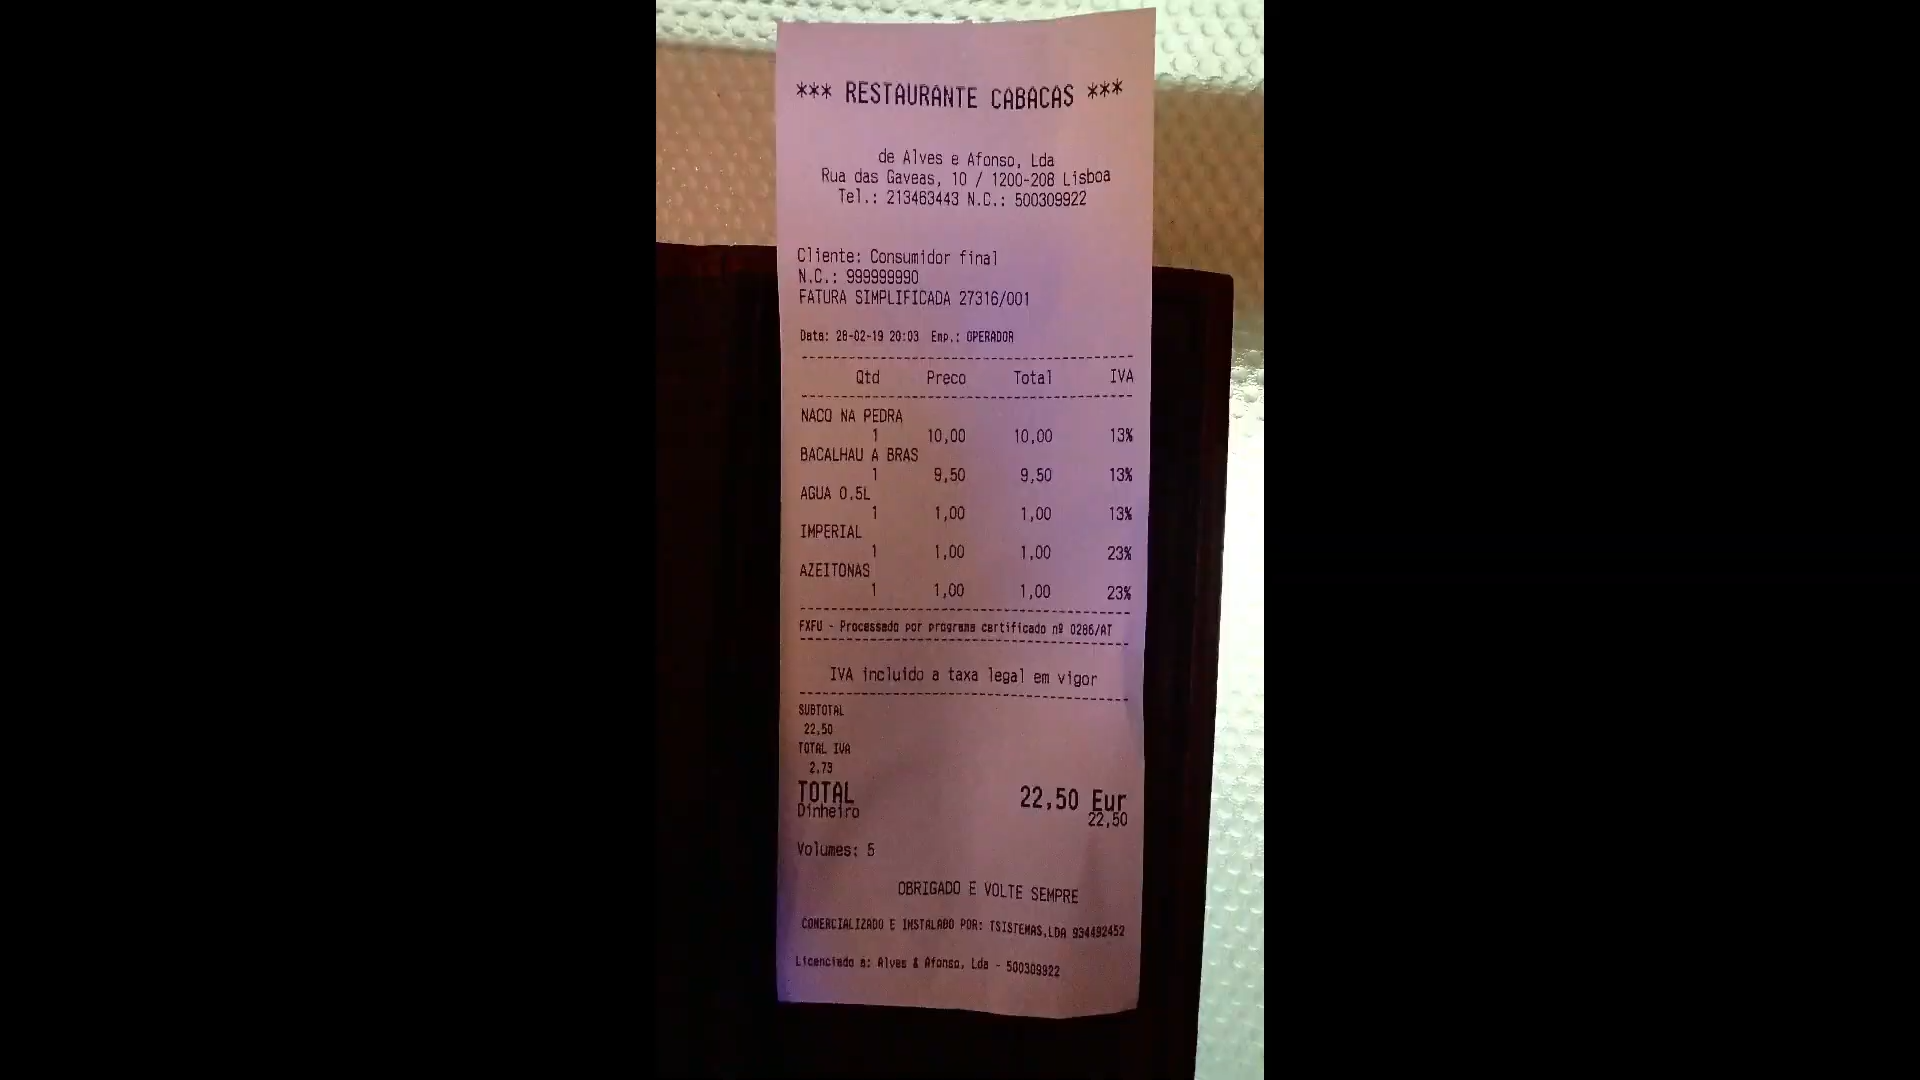 *** RESTAURANTE CABACAS ***
de Alves e Afonso, Lda
Rua das Gaveas, 10 / 1200-208 Lisboa
Tel.: 213463443 N.C.: 500309922
Cliente: Consumidor final
N.C.: 999999990
FATURA SIMPLIFICADA 27316/001
Data: 28-02-19 20:03 Emp.: OPERADOR
Qtd Preco Total IVA
NACO NA PEDRA
1 10,00 10,00 13%
BACALHAU A BRAS
1 9,50 9,50 13%
AGUA 0.5L
1 1,00 1,00 13%
IMPERIAL
1 1,00 1,00 23%
AZEITONAS
1 1,00 1,00 23%
FXFU - Processado por programa certificado nº 0286/AT
IVA incluido a taxa legal em vigor
SUBTOTAL
22,50
TOTAL IVA
2,73
TOTAL 22,50 Eur
Dinheiro 22,50
Volumes: 5
OBRIGADO E VOLTE SEMPRE
COMERCIALIZADO E INSTALADO POR: TSISTEMAS,LDA 934492452
Licenciado a: Alves & Afonso, Lda - 500309922